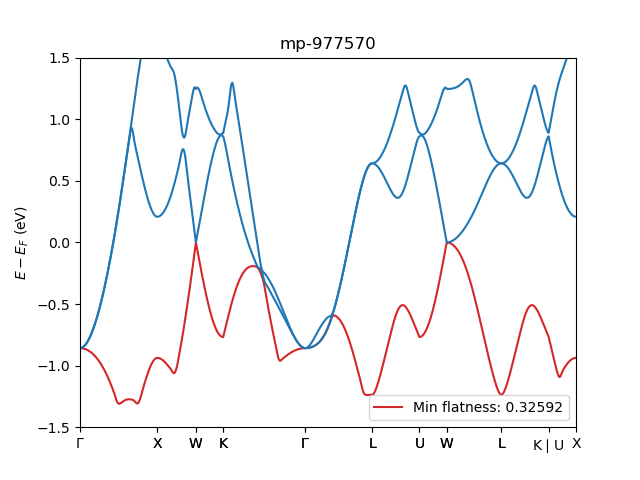 mp-977570
1.5
1.0
0.5
0.0
−0.5
−1.0
−1.5
E − E_F (eV)
Min flatness: 0.32592
Γ X W K Γ L U W L K | U X